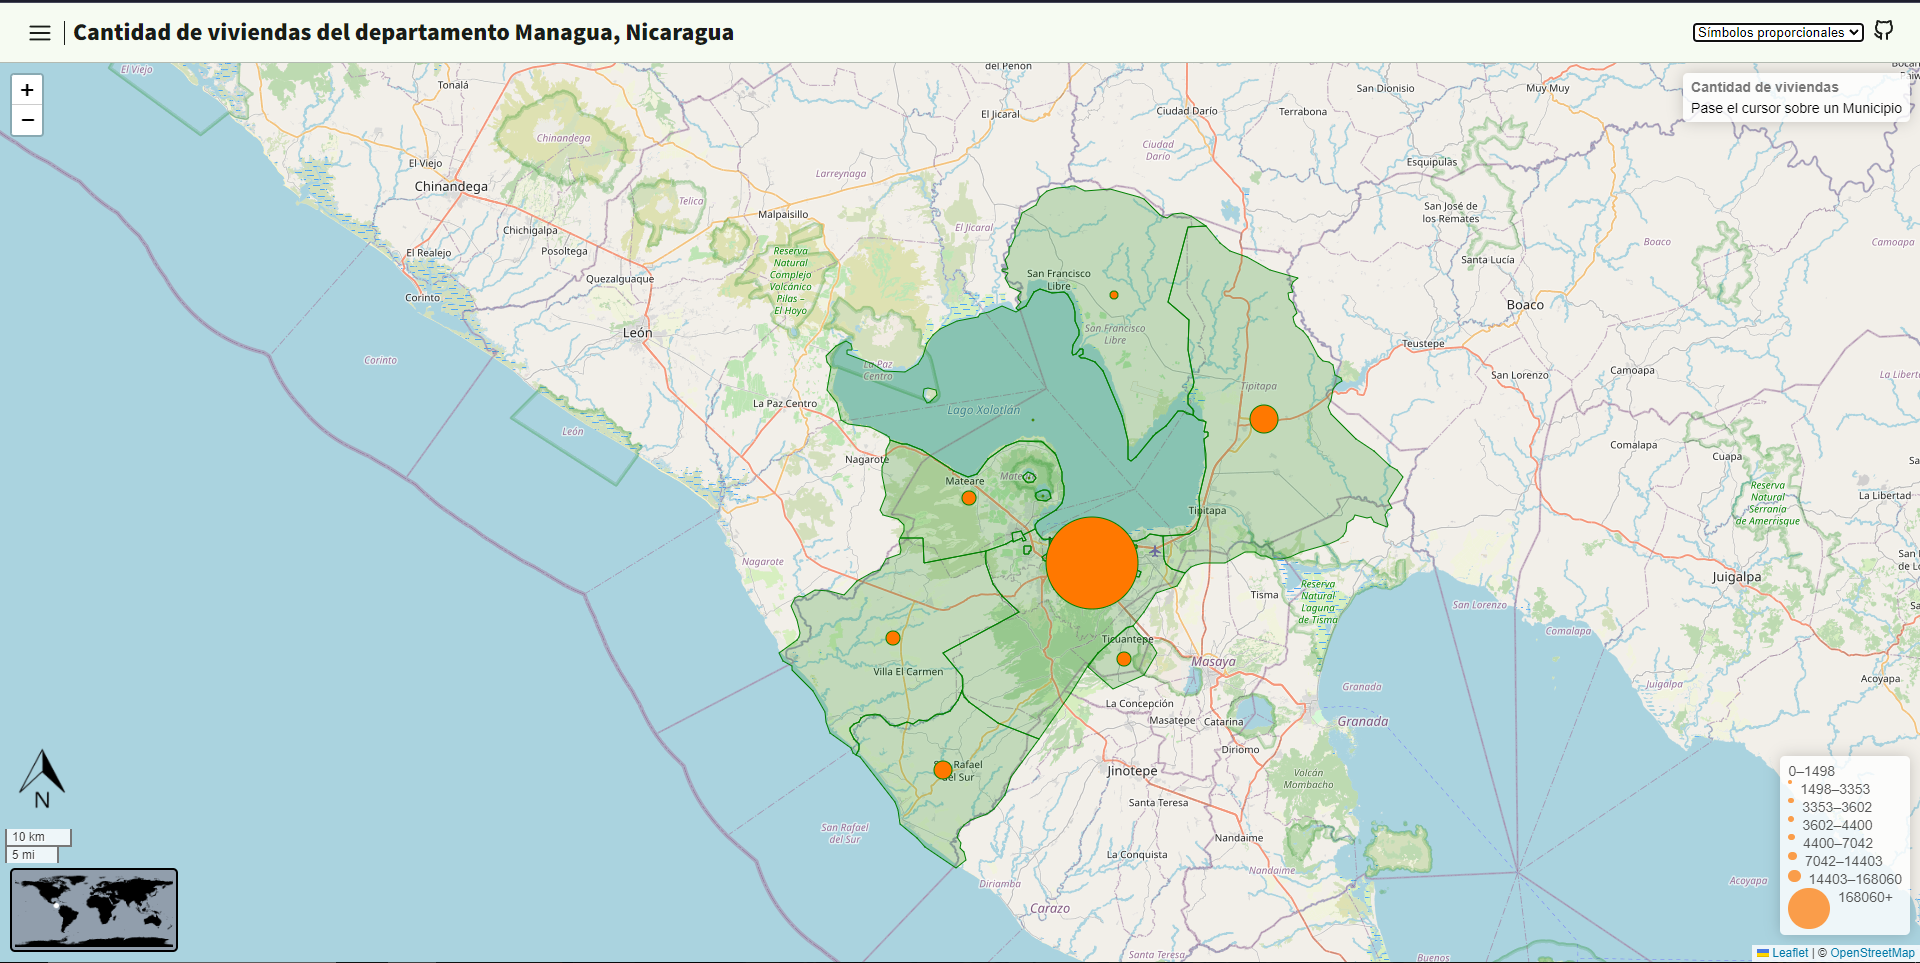 Cantidad de viviendas del departamento Managua, Nicaragua
Símbolos proporcionales
+
−
Cantidad de viviendas
Pase el cursor sobre un Municipio
El Viejo
Tonalá
del Peñón
San Dionisio
Muy Muy
El Jicaral
Ciudad Darío
Terrabona
Chinandega
Ciudad
Darío
Esquipulas
El Viejo
Larreynaga
Chinandega
Telica
Malpaisillo
San José de
los Remates
Chichigalpa
El Jicaral
Posoltega
Boaco
Camoapa
El Realejo
Reserva
Natural
Complejo
Volcánico
Pilas –
El Hoyo
Santa Lucía
Quezalguaque
San Francisco
Libre
Corinto
Boaco
León
San Francisco
Libre
Teustepe
Corinto
La Paz
Centro
San Lorenzo
Camoapa
La Libert
Tipitapa
La Paz Centro
Lago Xolotlán
León
Comalapa
Cuapa
Nagarote
Mateare
Reserva
Natural
Serranía
de Amerrisque
La Libertad
Tipitapa
Nagarote
Juigalpa
Reserva
Natural
Laguna
de Tisma
Tisma
San Lorenzo
Comalapa
Ticuantepe
Masaya
Villa El Carmen
Granada
Juigalpa
Acoyapa
La Concepción
Masatepe
Catarina
Granada
Diriomo
Rafael
del Sur
Jinotepe
Volcán
Mombacho
Santa Teresa
San Rafael
del Sur
Nandaime
La Conquista
Nandaime
Diriamba
Acoyapa
Carazo
Santa Teresa
Buenos
N
10 km
5 mi
0–1498
1498–3353
3353–3602
3602–4400
4400–7042
7042–14403
14403–168060
168060+
Leaflet | © OpenStreetMap